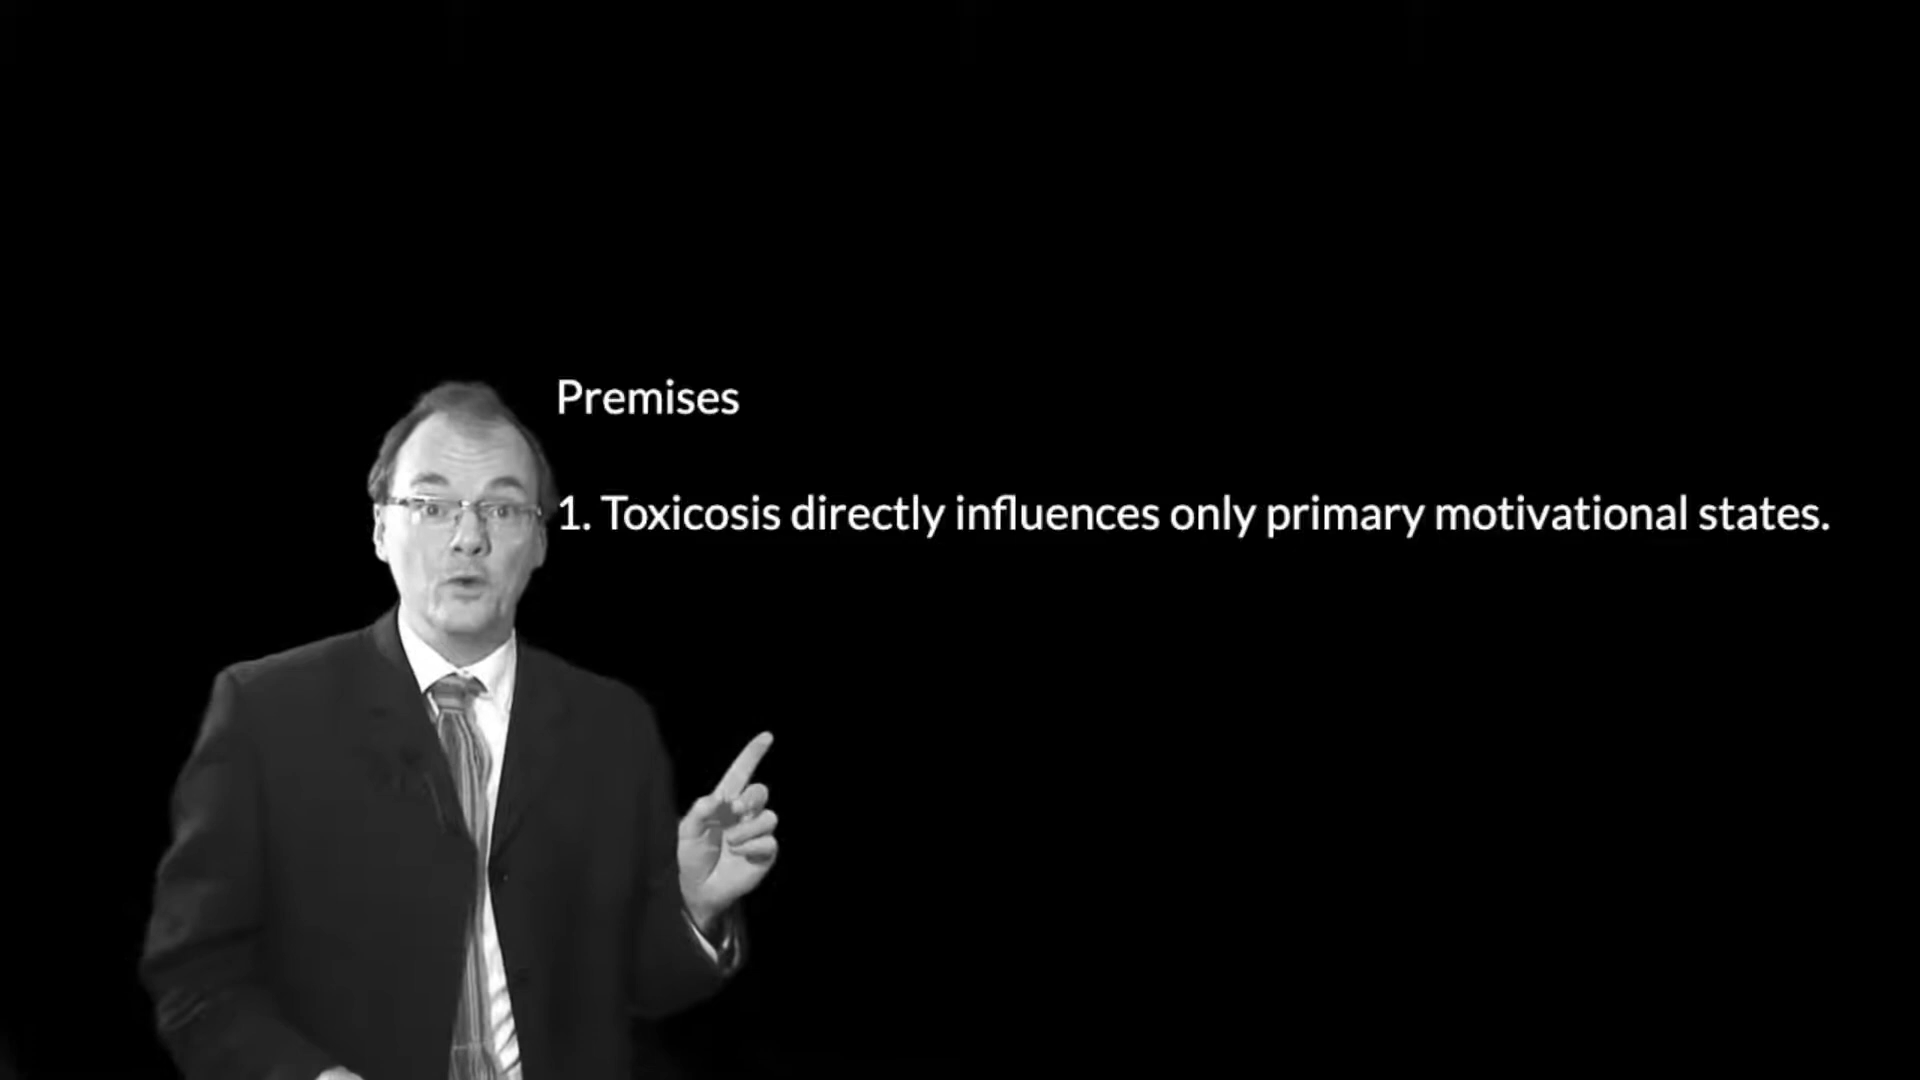 Premises
1. Toxicosis directly influences only primary motivational states.